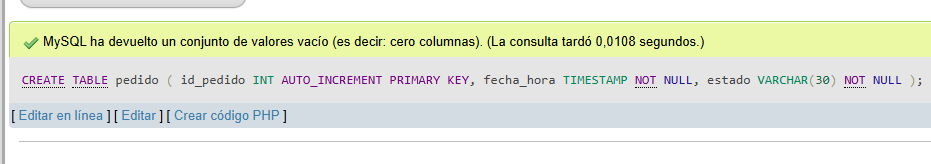 MySQL ha devuelto un conjunto de valores vacío (es decir: cero columnas). (La consulta tardó 0,0108 segundos.)
CREATE TABLE pedido ( id_pedido INT AUTO_INCREMENT PRIMARY KEY, fecha_hora TIMESTAMP NOT NULL, estado VARCHAR(30) NOT NULL );
[ Editar en línea ] [ Editar ] [ Crear código PHP ]